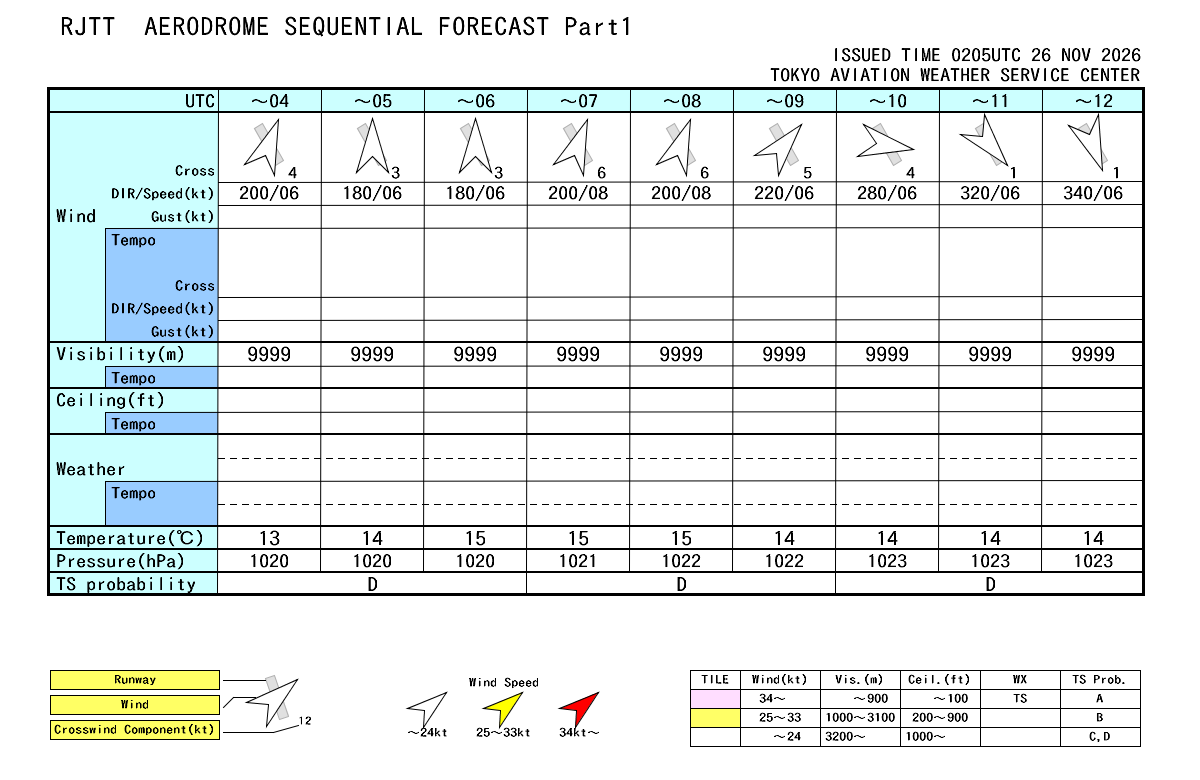 RJTT  AERODROME SEQUENTIAL FORECAST Part1
ISSUED TIME 0205UTC 26 NOV 2026
TOKYO AVIATION WEATHER SERVICE CENTER
UTC ～04 ～05 ～06 ～07 ～08 ～09 ～10 ～11 ～12
Cross 4 3 3 6 6 5 4 1 1
DIR/Speed(kt) 200/06 180/06 180/06 200/08 200/08 220/06 280/06 320/06 340/06
Wind Gust(kt)
Tempo
Cross
DIR/Speed(kt)
Gust(kt)
Visibility(m) 9999 9999 9999 9999 9999 9999 9999 9999 9999
Tempo
Ceiling(ft)
Tempo
Weather
Tempo
Temperature(℃) 13 14 15 15 15 14 14 14 14
Pressure(hPa) 1020 1020 1020 1021 1022 1022 1023 1023 1023
TS probability D D D
Runway
Wind
Crosswind Component(kt)
12
Wind Speed
～24kt 25～33kt 34kt～
TILE Wind(kt) Vis.(m) Ceil.(ft) WX TS Prob.
34～ ～900 ～100 TS A
25～33 1000～3100 200～900 B
～24 3200～ 1000～ C,D